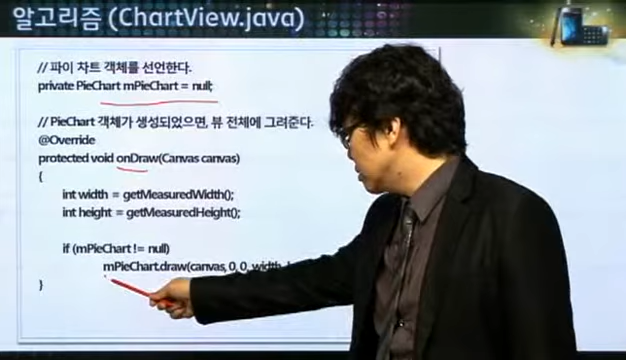 알고리즘 (ChartView.java)
// 파이 차트 객체를 선언한다.
private PieChart mPieChart = null;
// PieChart 객체가 생성되었으면, 뷰 전체에 그려준다.
@Override
protected void onDraw(Canvas canvas)
{
int width = getMeasuredWidth();
int height = getMeasuredHeight();
if (mPieChart != null)
mPieChart.draw(canvas, 0, 0, width,
}